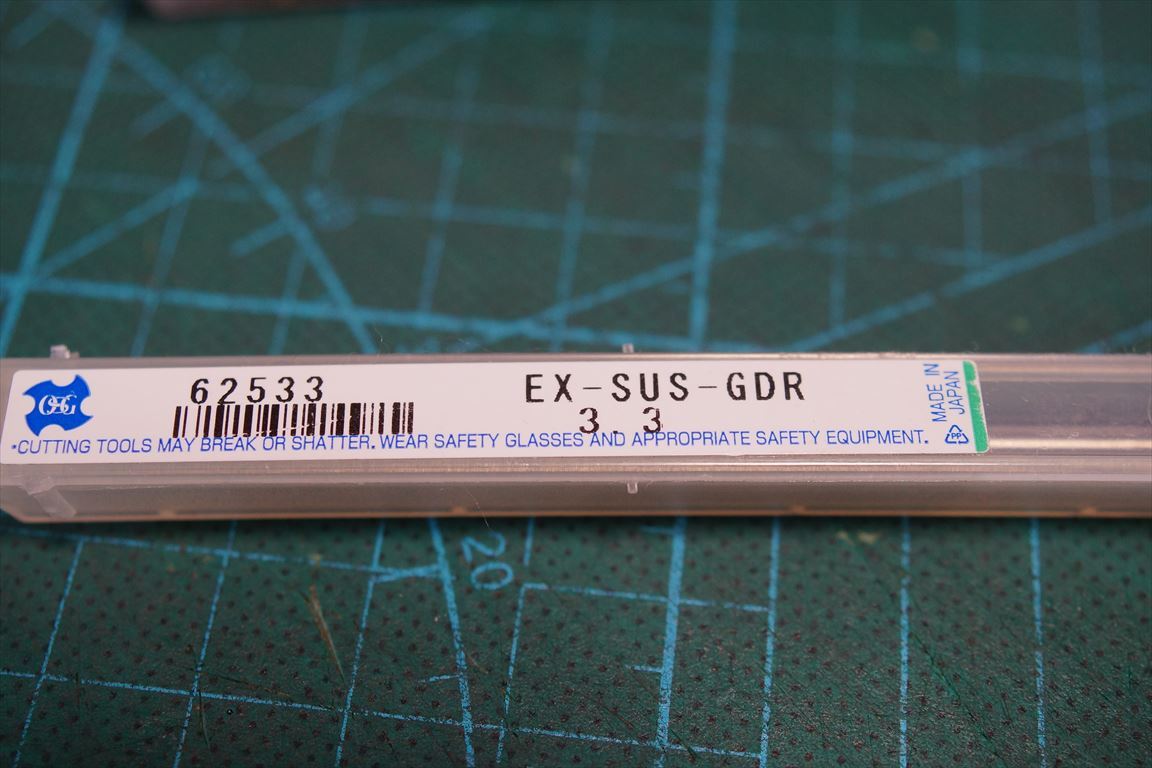 OSG
62533
EX-SUS-GDR
3.3
*CUTTING TOOLS MAY BREAK OR SHATTER. WEAR SAFETY GLASSES AND APPROPRIATE SAFETY EQUIPMENT.
MADE IN
JAPAN
PP
20